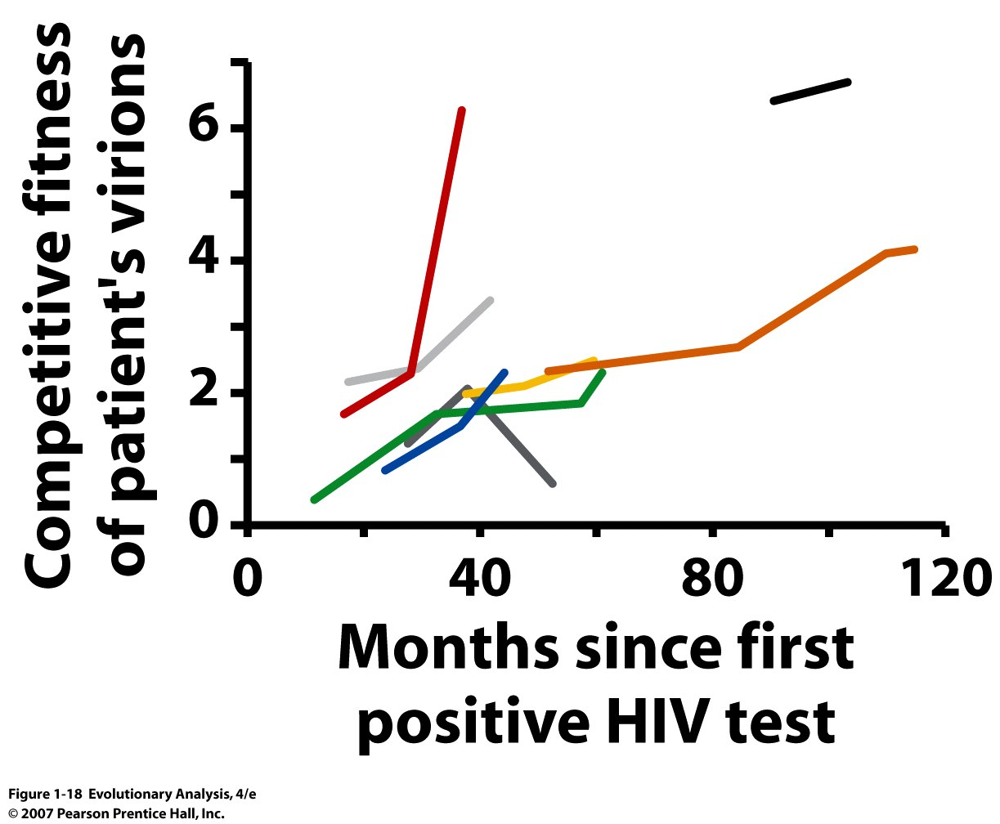 Competitive fitness
of patient's virions
6
4
2
0
0 40 80 120
Months since first
positive HIV test
Figure 1-18 Evolutionary Analysis, 4/e
© 2007 Pearson Prentice Hall, Inc.